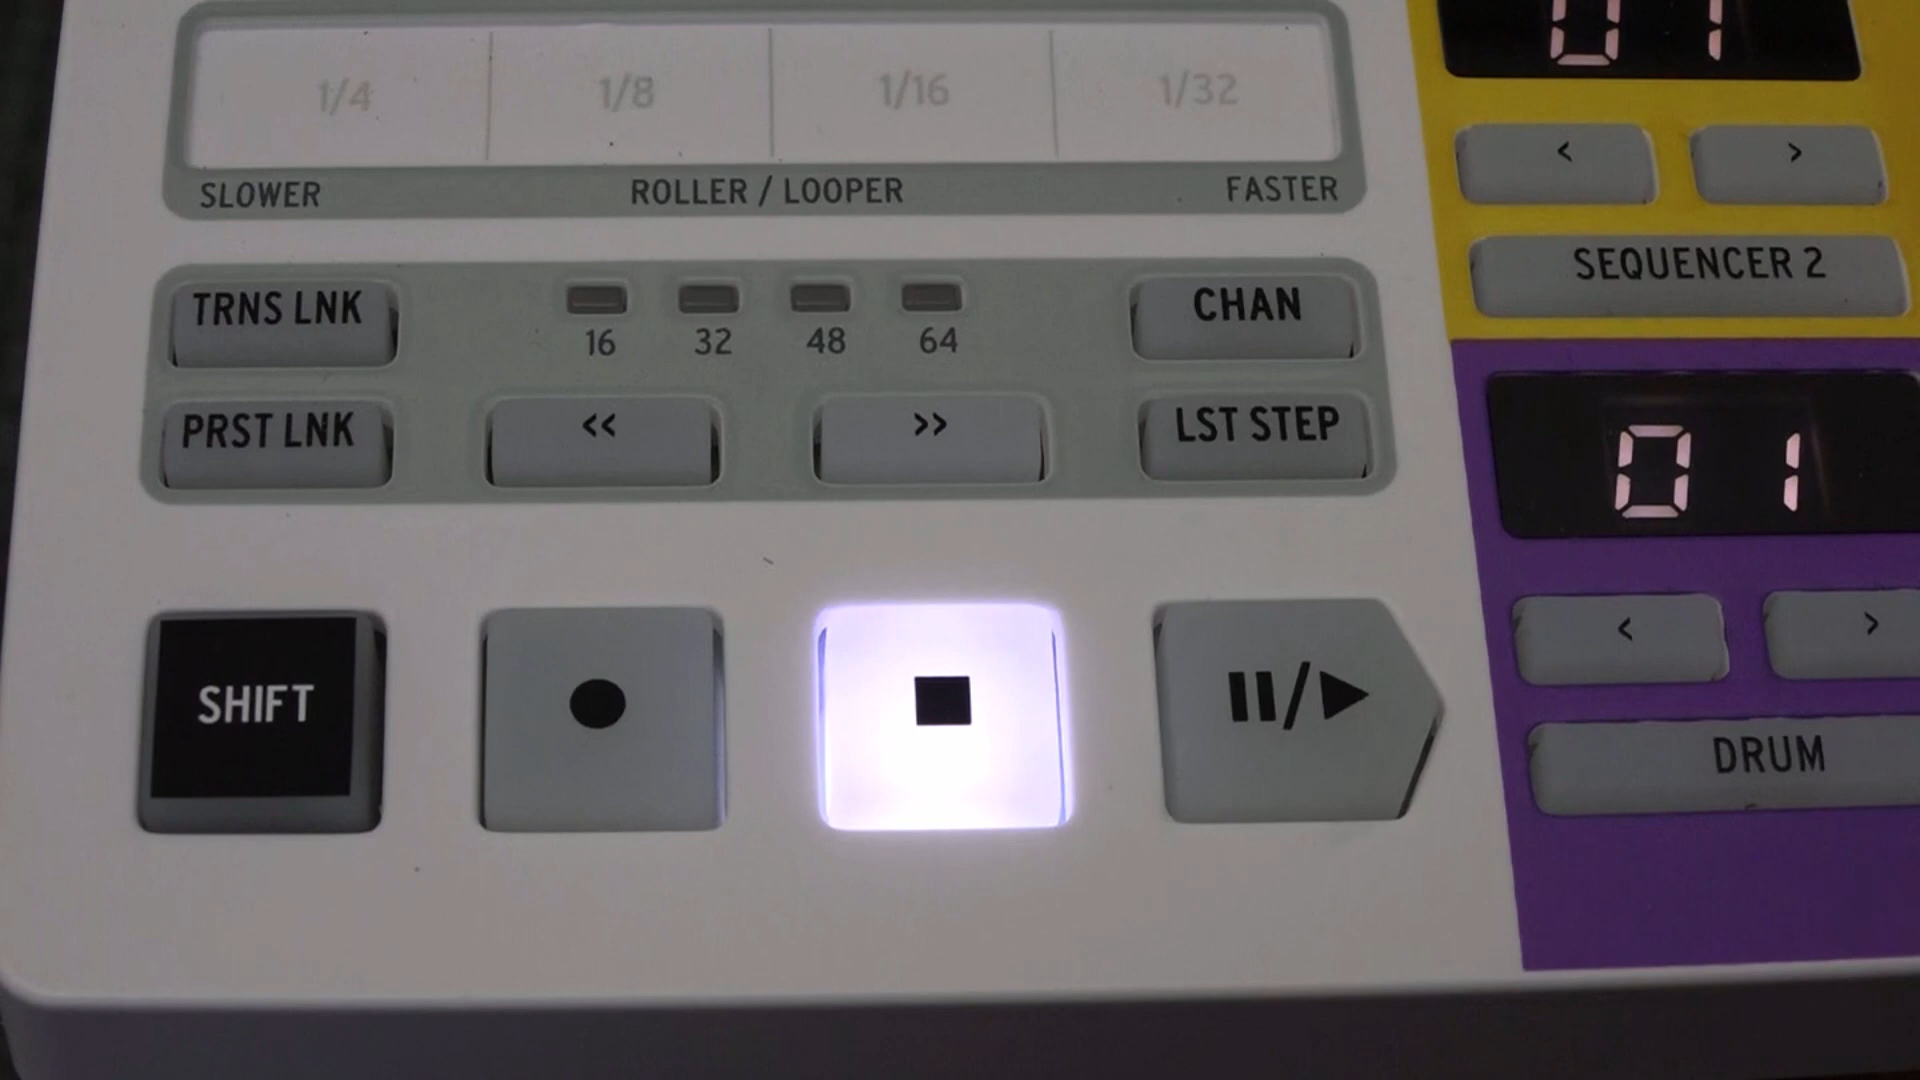 1/4 1/8 1/16 1/32
SLOWER ROLLER / LOOPER FASTER
TRNS LNK
16 32 48 64
CHAN
PRST LNK
<<
>>
LST STEP
SHIFT
01
< >
SEQUENCER 2
01
< >
DRUM